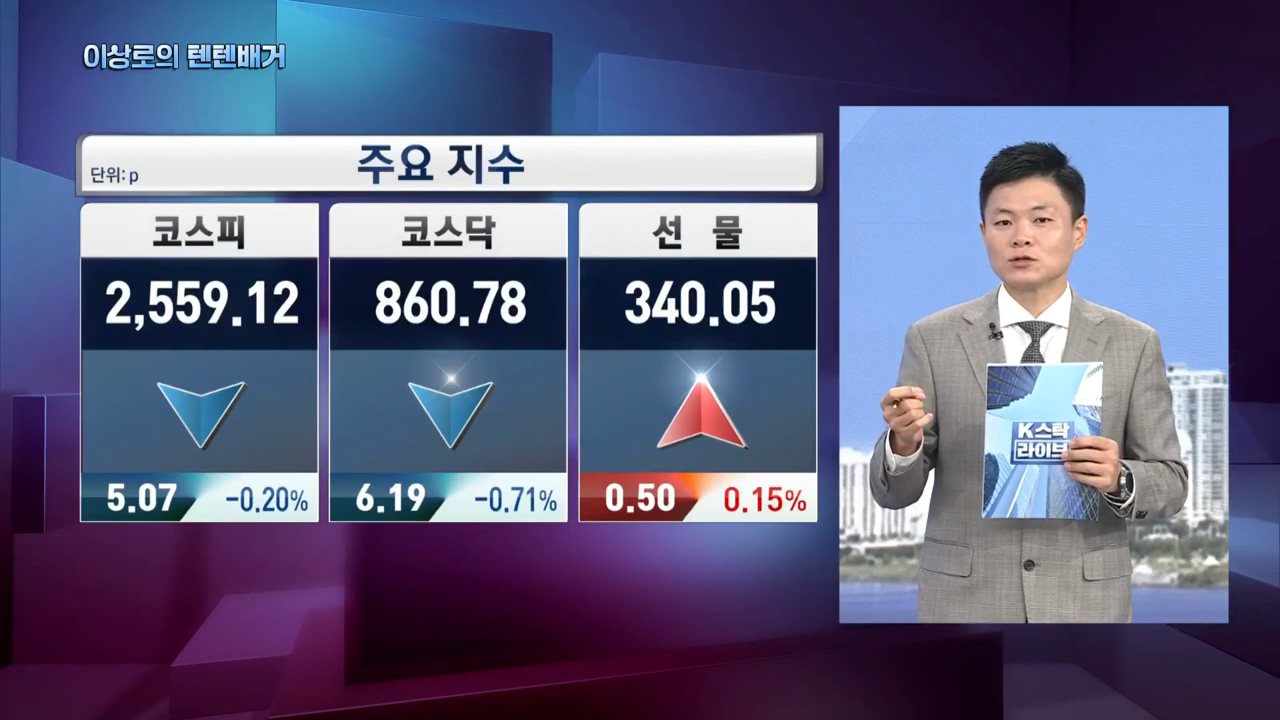 이상로의 텐텐배거
주요 지수
단위:p
코스피
코스닥
선 물
2,559.12
860.78
340.05
5.07
-0.20%
6.19
-0.71%
0.50
0.15%
K스탁
라이브